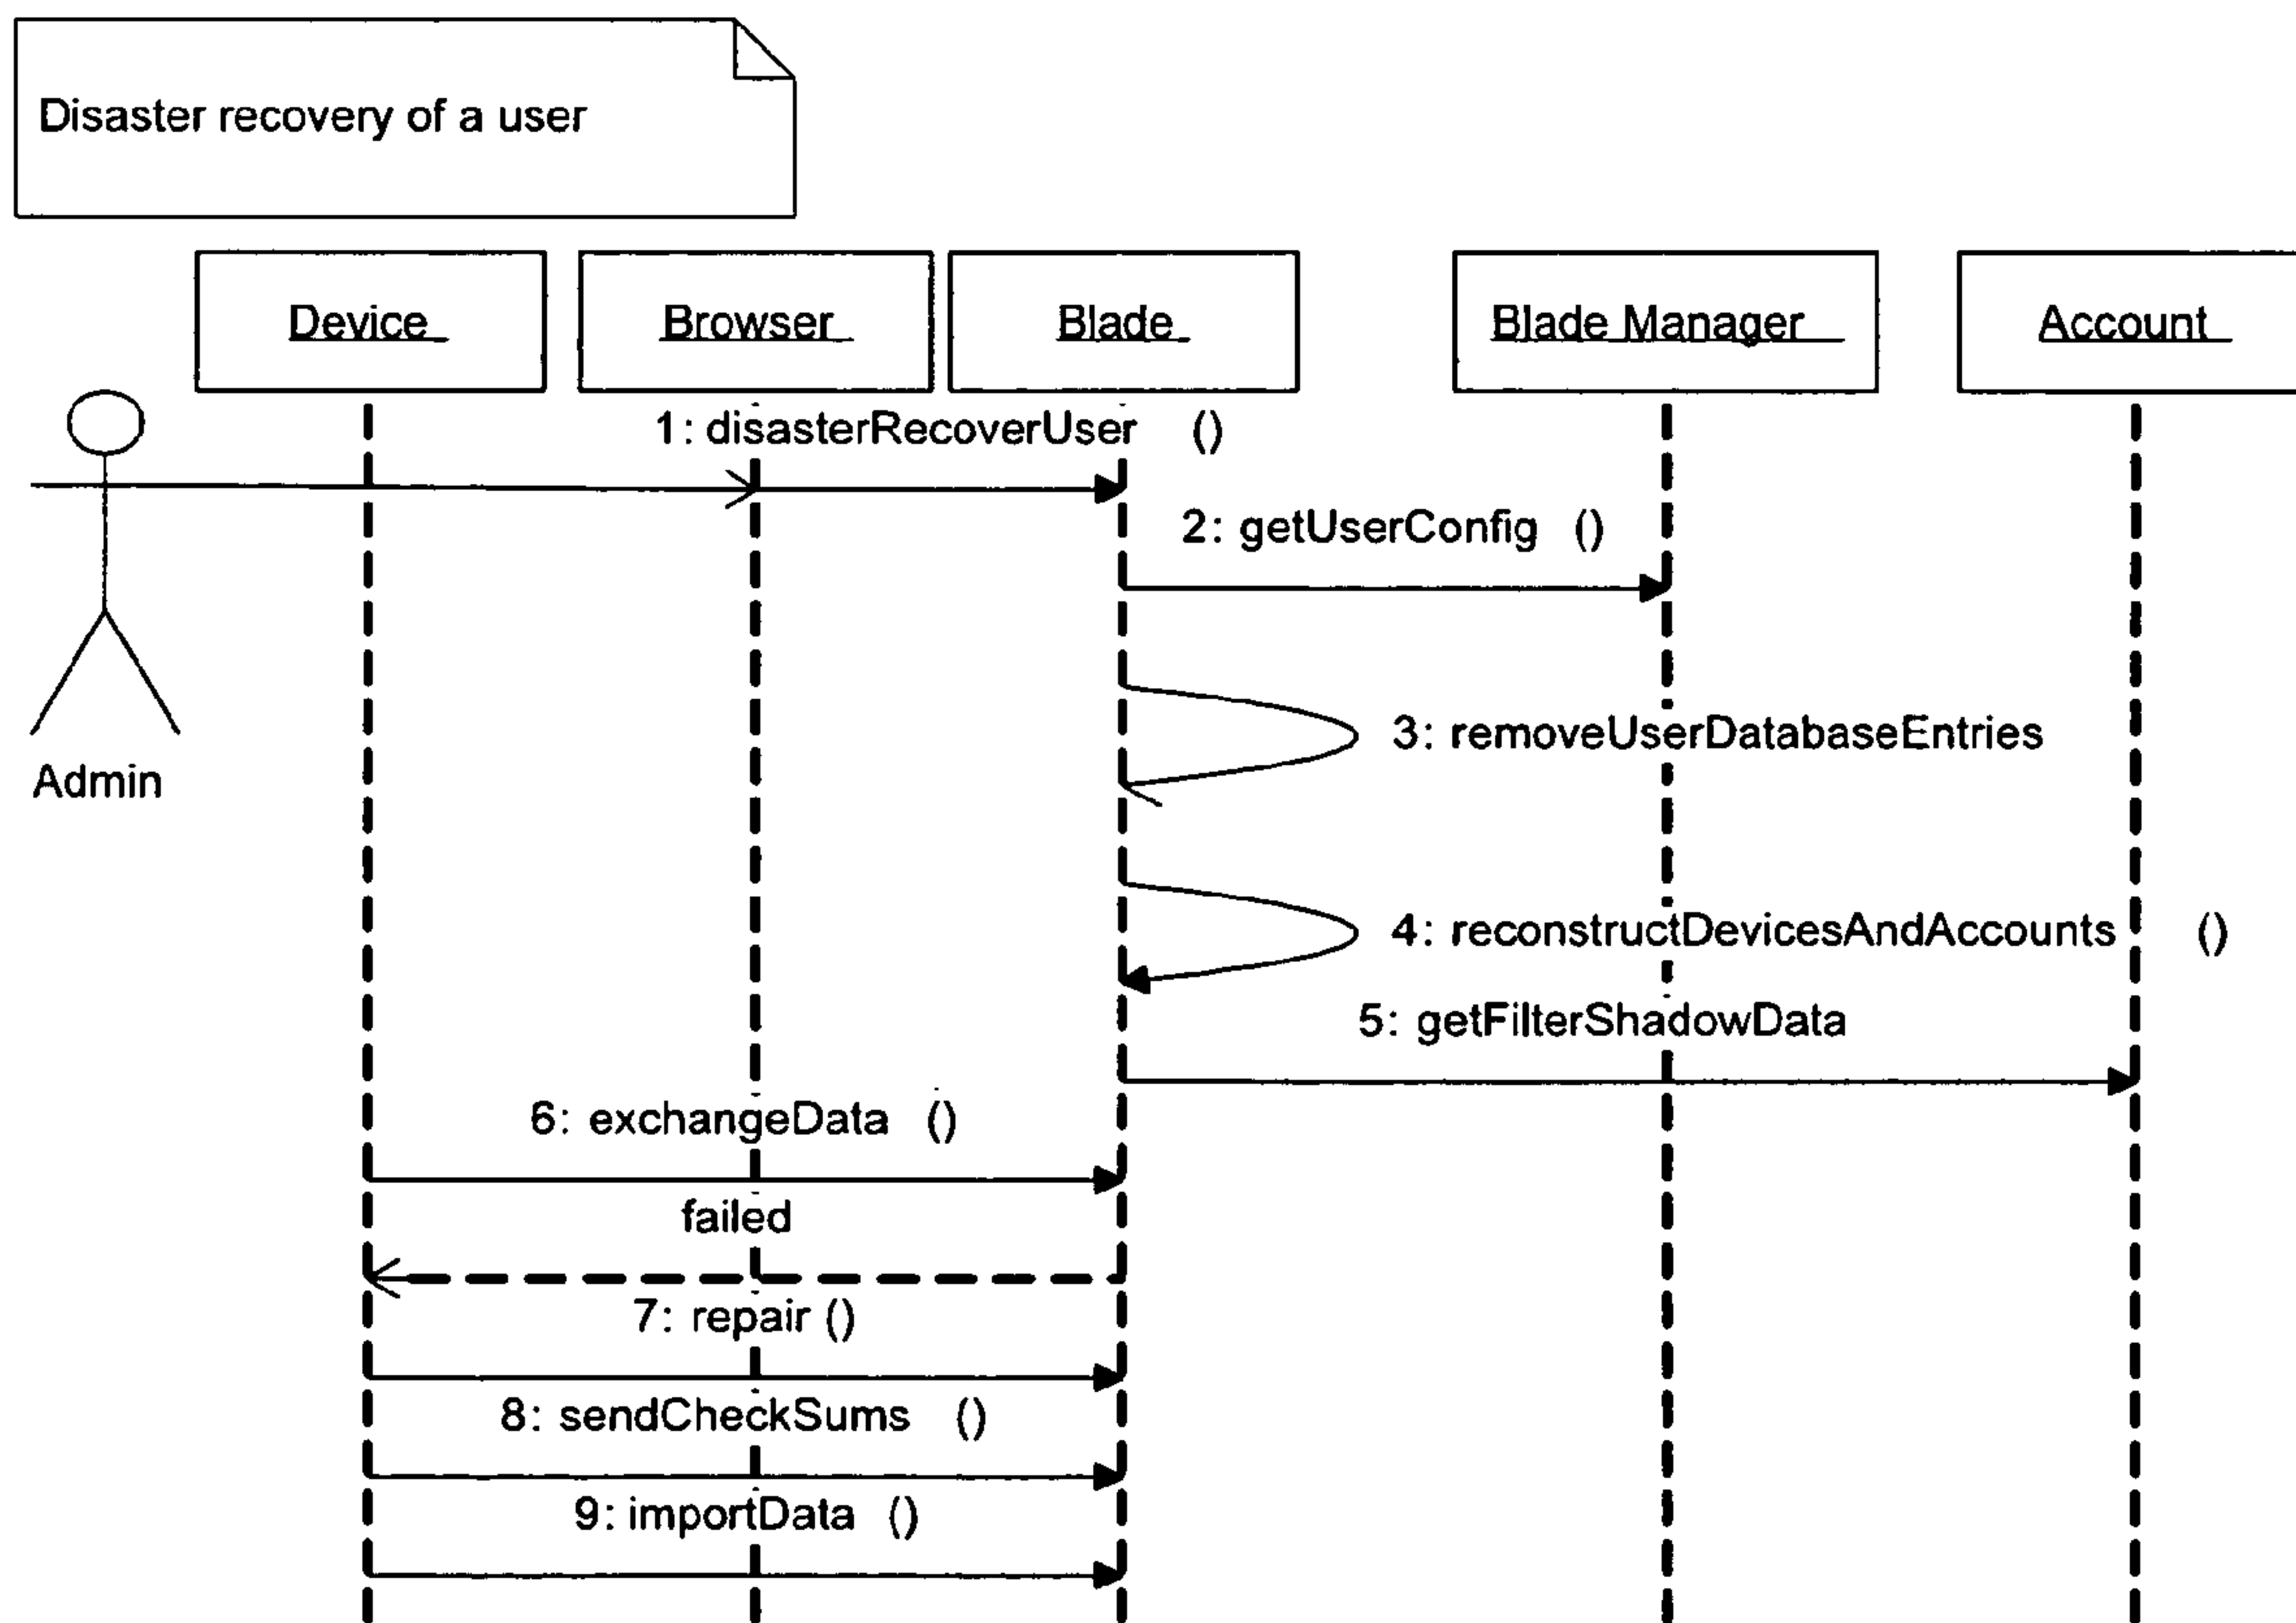 Disaster recovery of a user
Device
Browser
Blade
Blade Manager
Account
1: disasterRecoverUser ()
2: getUserConfig ()
3: removeUserDatabaseEntries
Admin
4: reconstructDevicesAndAccounts ()
5: getFilterShadowData
6: exchangeData ()
failed
7: repair ()
8: sendCheckSums ()
9: importData ()